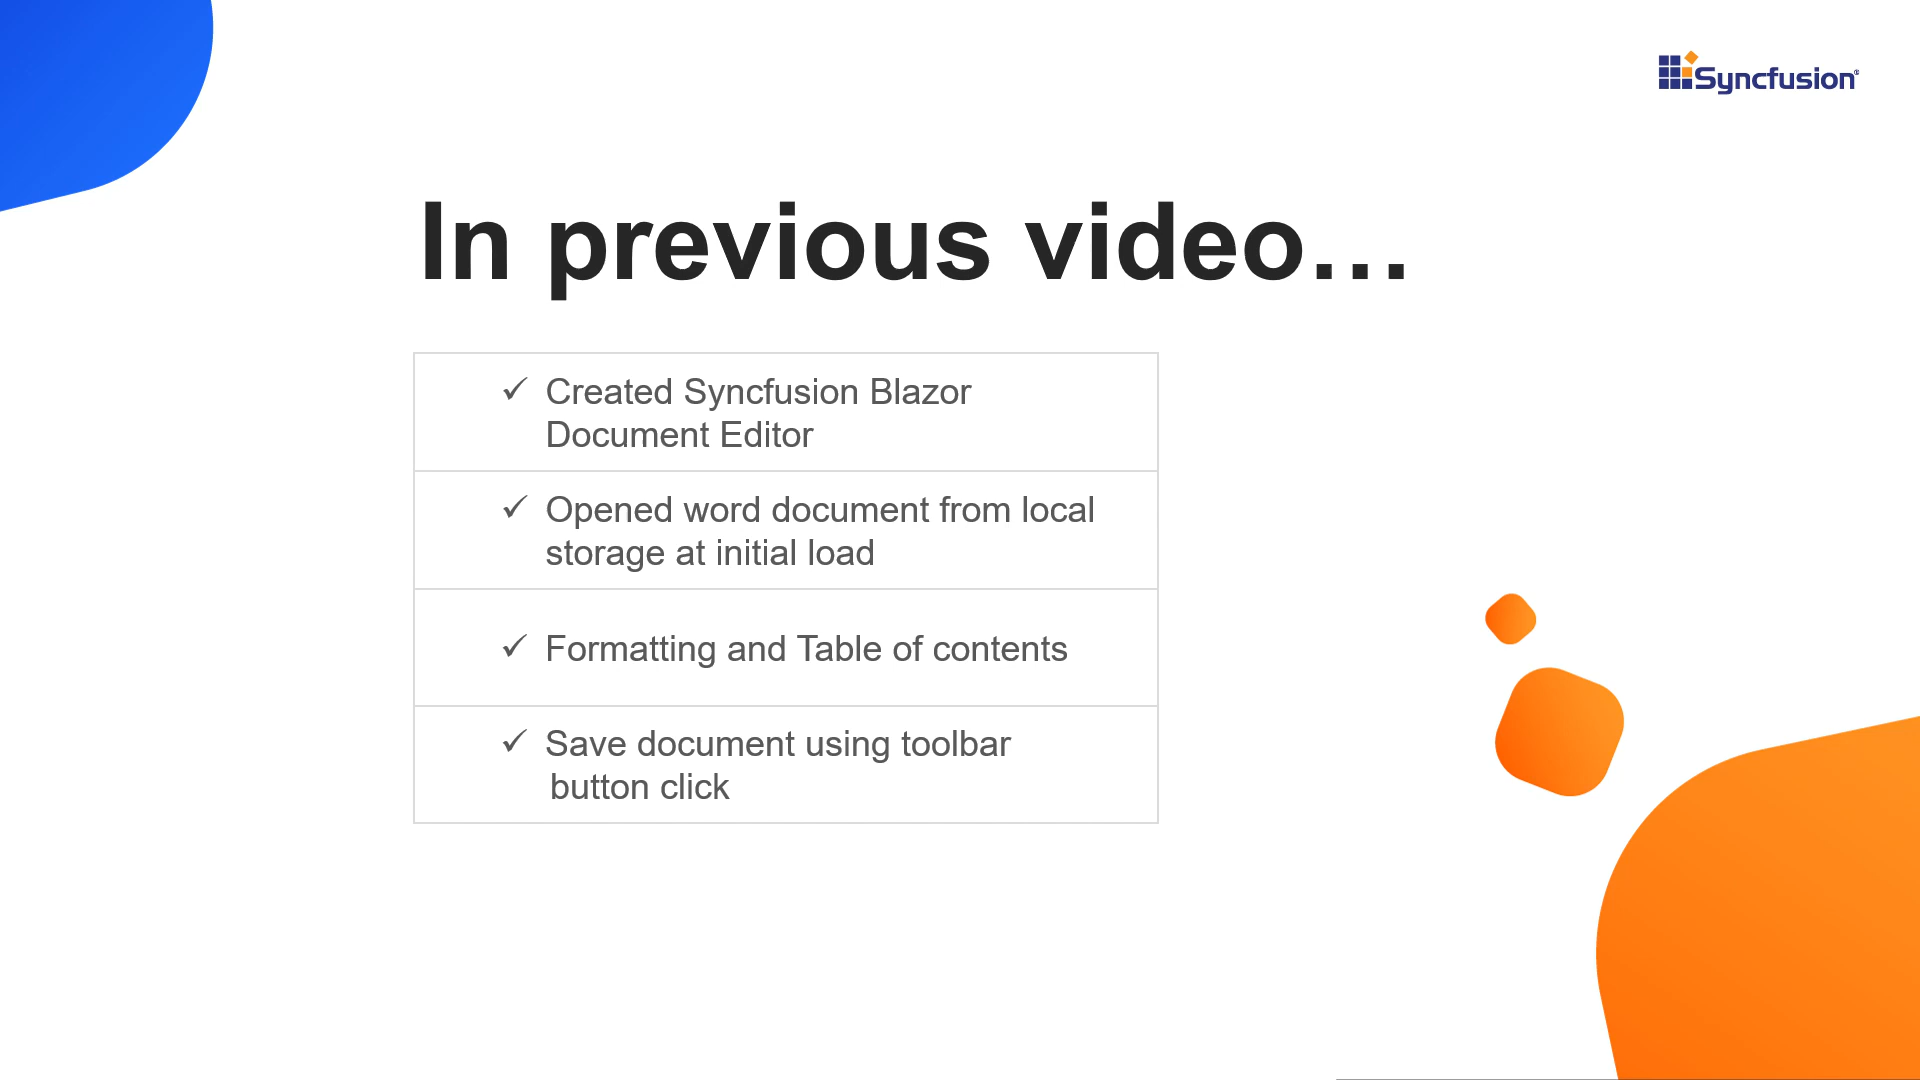 Syncfusion®
In previous video…
✓ Created Syncfusion Blazor
Document Editor
✓ Opened word document from local
storage at initial load
✓ Formatting and Table of contents
✓ Save document using toolbar
button click